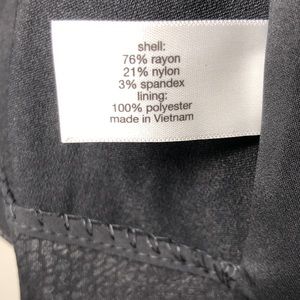 shell:
76% rayon
21% nylon
3% spandex
lining:
100% polyester
made in Vietnam